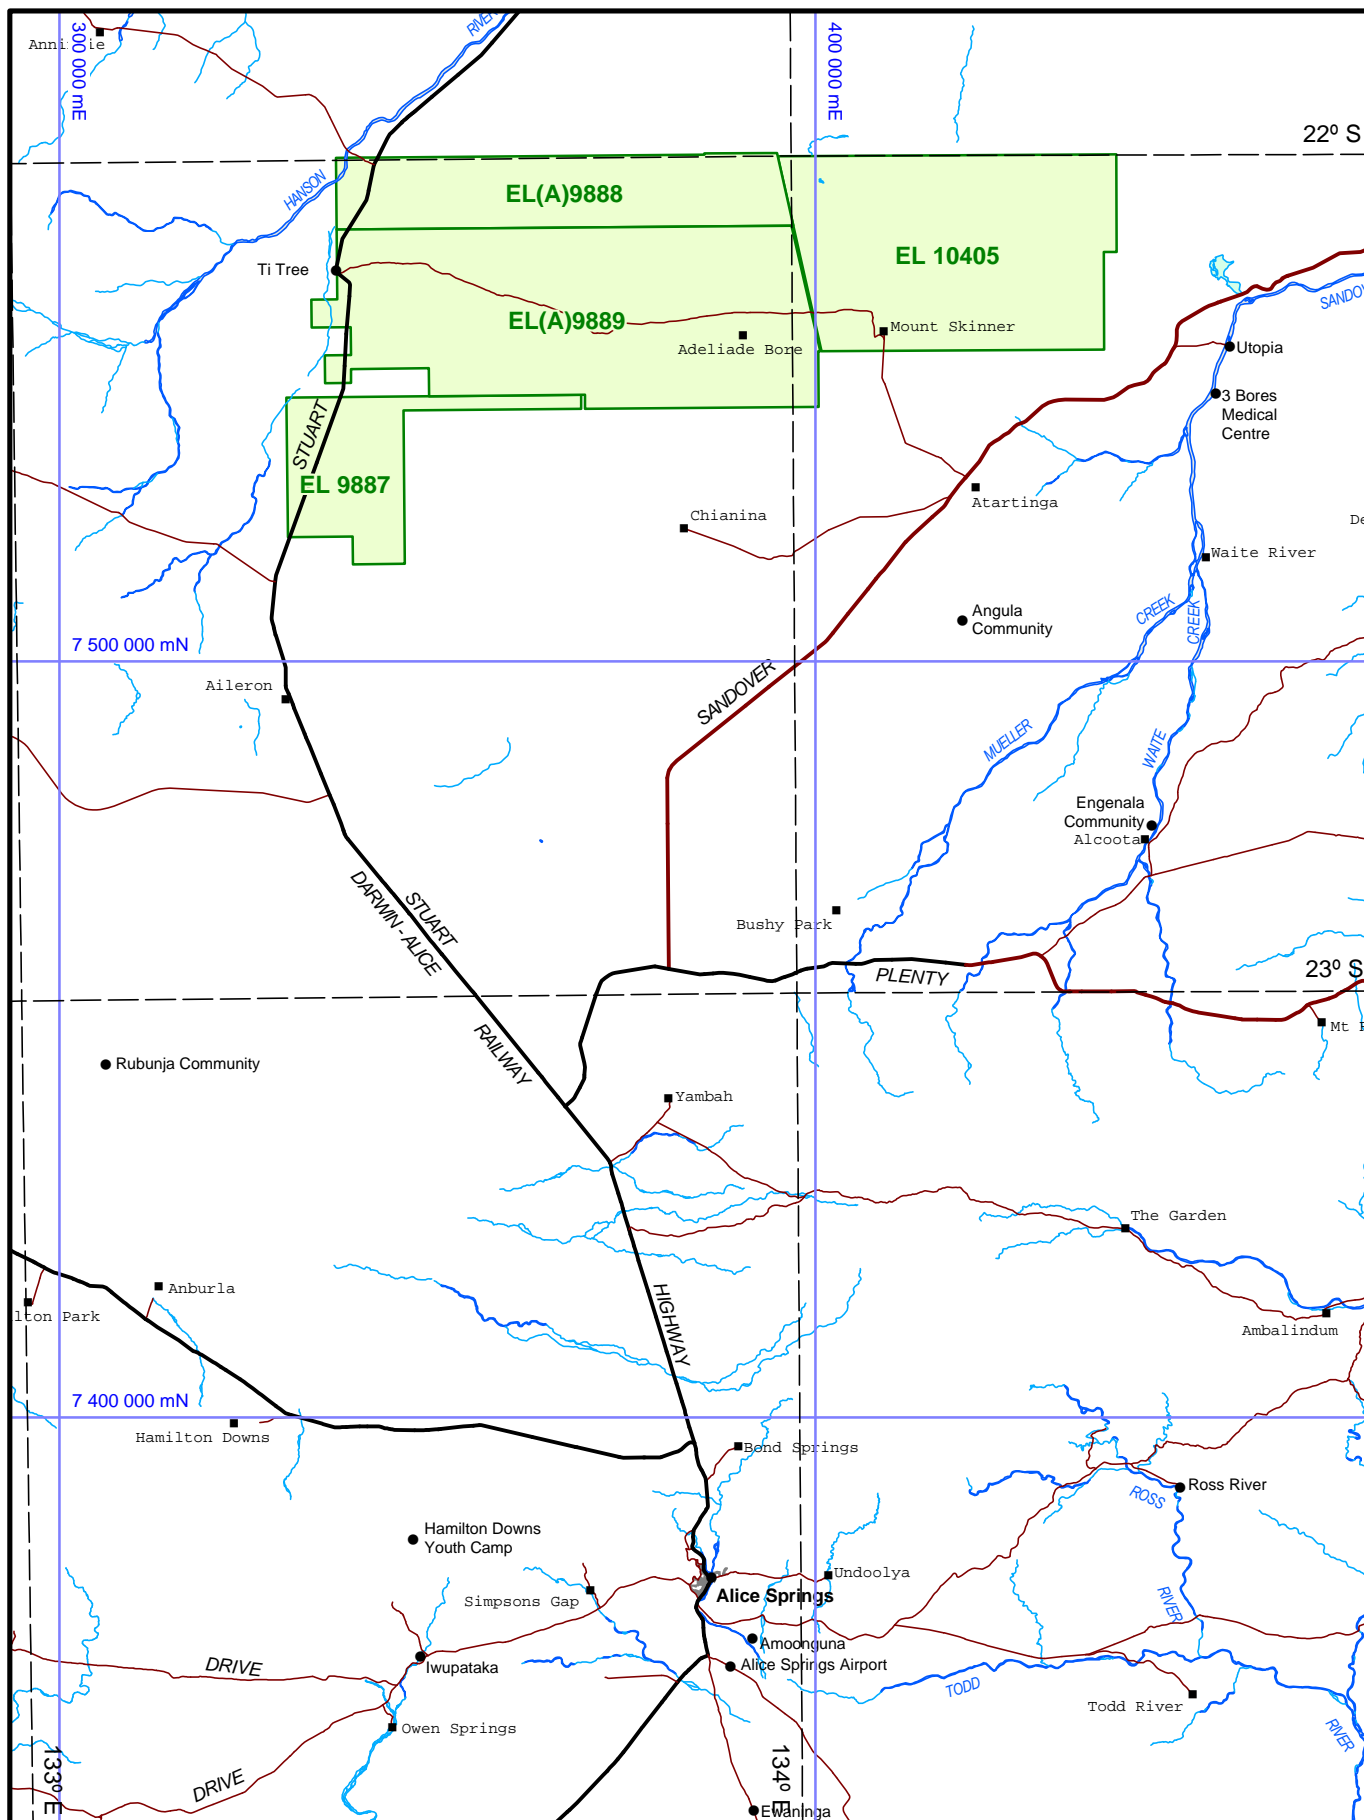 RIVER
300 000 mE
400 000 mE
22º S
HANSON
EL(A)9888
EL 10405
Ti Tree
EL(A)9889
Mount Skinner
Adeliade Bore
Utopia
3 Bores
Medical
Centre
STUART
EL 9887
Chianina
Atartinga
Waite River
CREEK
CREEK
Angula
Community
7 500 000 mN
Aileron
SANDOVER
MUELLER
WAITE
Engenala
Community
Alcoota
STUART
DARWIN - ALICE
Bushy Park
PLENTY
23º S
RAILWAY
Rubunja Community
Yambah
The Garden
Anburla
lton Park
HIGHWAY
Ambalindum
7 400 000 mN
Hamilton Downs
Bond Springs
Ross River
ROSS
Hamilton Downs
Youth Camp
Undoolya
Simpsons Gap
Alice Springs
RIVER
Amoonguna
DRIVE
Iwupataka
Alice Springs Airport
TODD
Todd River
Owen Springs
RIVER
133º E
134º E
DRIVE
Ewaninga